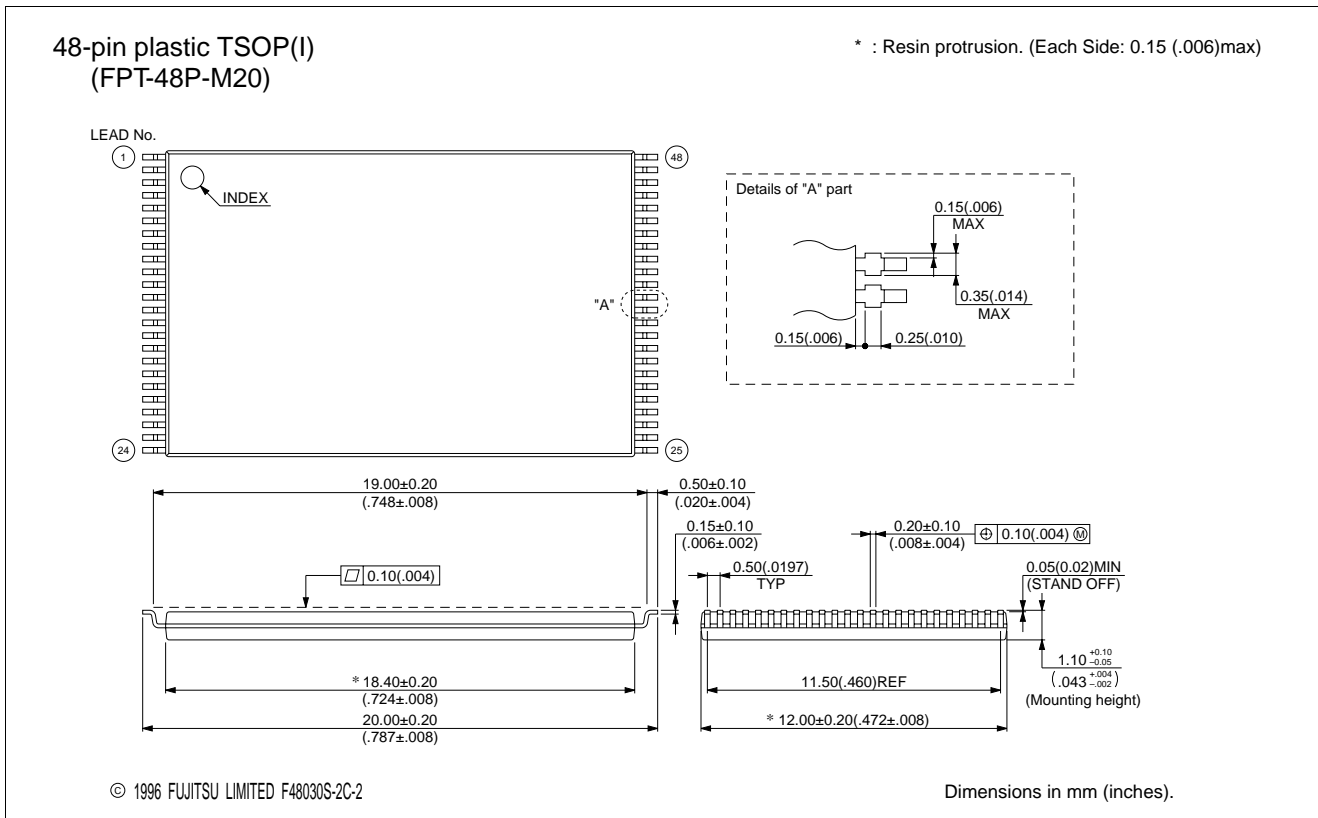 48-pin plastic TSOP(I)
(FPT-48P-M20)
* : Resin protrusion. (Each Side: 0.15 (.006)max)
LEAD No.
1
48
INDEX
"A"
24
25
Details of "A" part
0.15(.006)
MAX
0.35(.014)
MAX
0.15(.006)
0.25(.010)
19.00±0.20
(.748±.008)
0.50±0.10
(.020±.004)
0.15±0.10
(.006±.002)
0.20±0.10
(.008±.004)
⌖ 0.10(.004) Ⓜ
0.50(.0197)
TYP
0.05(0.02)MIN
(STAND OFF)
▱ 0.10(.004)
1.10 +0.10 −0.05
(.043 +.004 −.002)
(Mounting height)
* 18.40±0.20
(.724±.008)
20.00±0.20
(.787±.008)
11.50(.460)REF
* 12.00±0.20(.472±.008)
© 1996 FUJITSU LIMITED F48030S-2C-2
Dimensions in mm (inches).